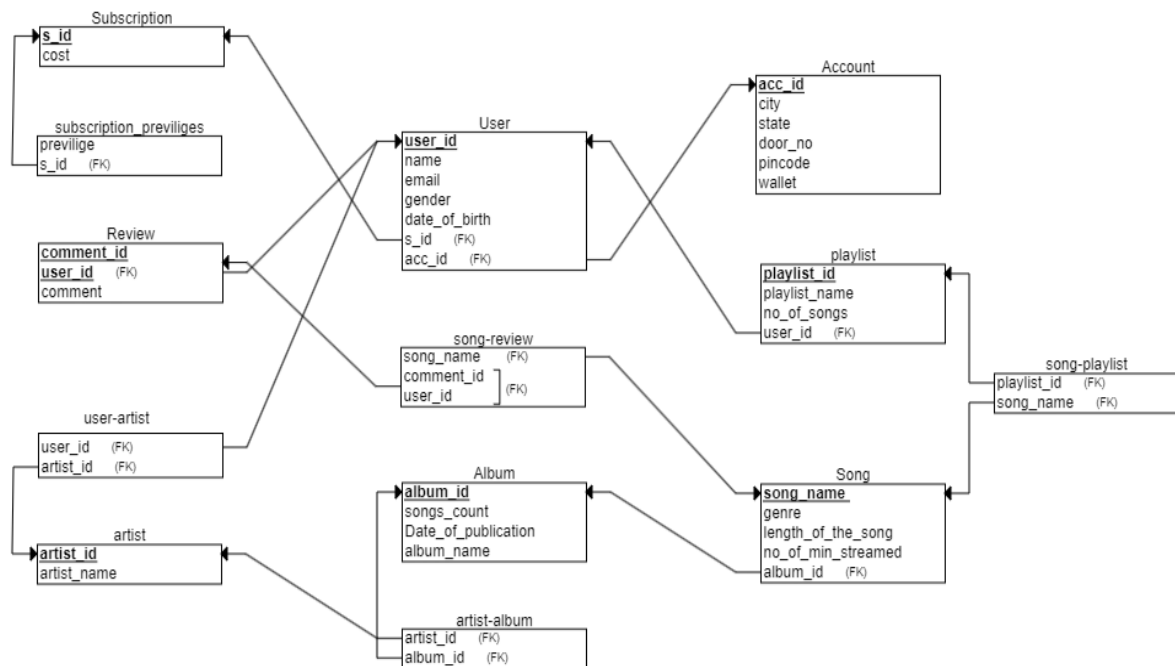 Subscription
s_id
cost
subscription_previliges
previlige
s_id (FK)
Review
comment_id
user_id (FK)
comment
user-artist
user_id (FK)
artist_id (FK)
artist
artist_id
artist_name
User
user_id
name
email
gender
date_of_birth
s_id (FK)
acc_id (FK)
song-review
song_name (FK)
comment_id
user_id
(FK)
Album
album_id
songs_count
Date_of_publication
album_name
artist-album
artist_id (FK)
album_id (FK)
Account
acc_id
city
state
door_no
pincode
wallet
playlist
playlist_id
playlist_name
no_of_songs
user_id (FK)
Song
song_name
genre
length_of_the_song
no_of_min_streamed
album_id (FK)
song-playlist
playlist_id (FK)
song_name (FK)